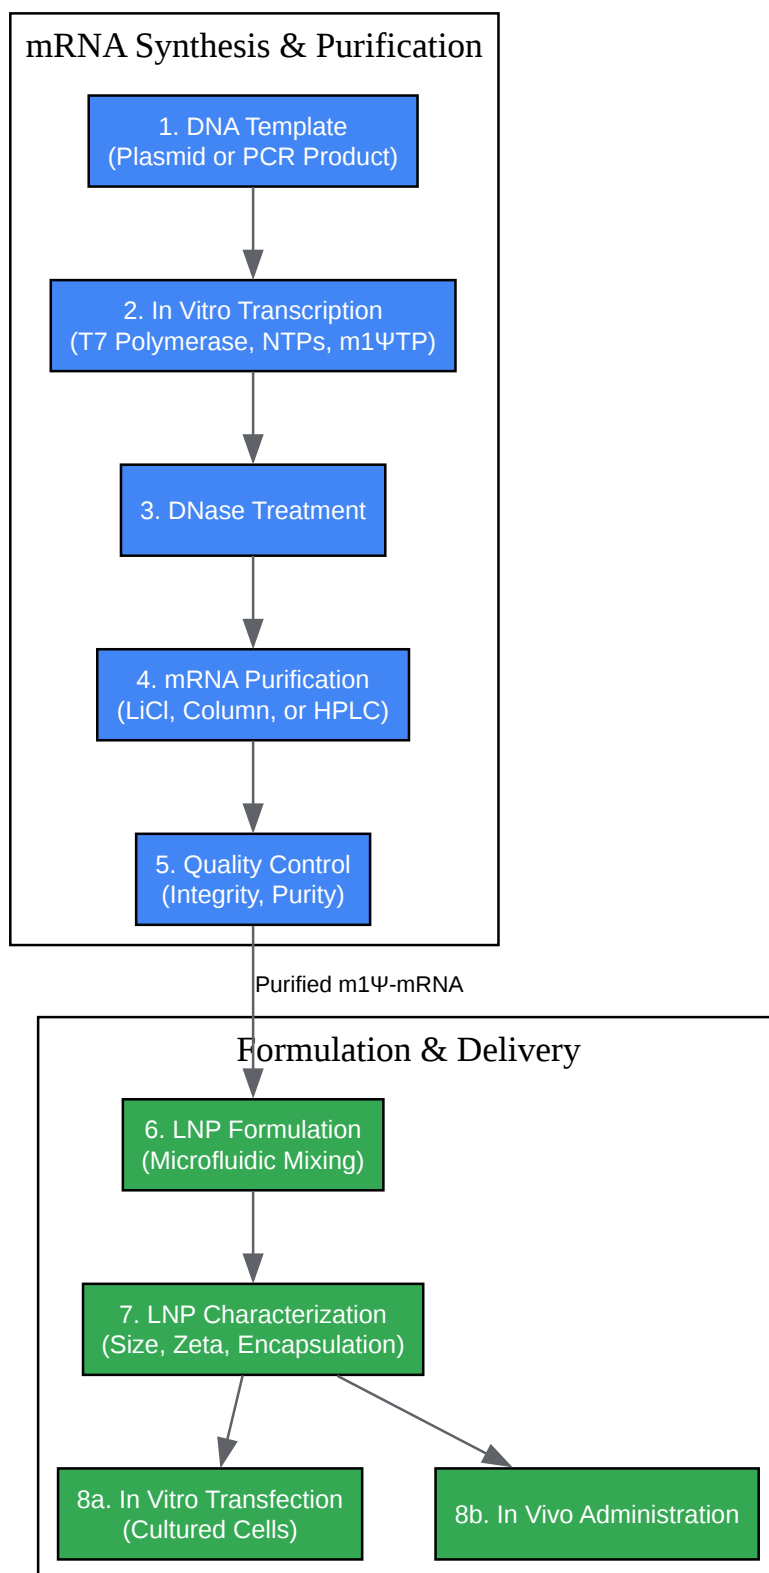 mRNA Synthesis & Purification
1. DNA Template
(Plasmid or PCR Product)
2. In Vitro Transcription
(T7 Polymerase, NTPs, m1ΨTP)
3. DNase Treatment
4. mRNA Purification
(LiCl, Column, or HPLC)
5. Quality Control
(Integrity, Purity)
Purified m1Ψ-mRNA
Formulation & Delivery
6. LNP Formulation
(Microfluidic Mixing)
7. LNP Characterization
(Size, Zeta, Encapsulation)
8a. In Vitro Transfection
(Cultured Cells)
8b. In Vivo Administration